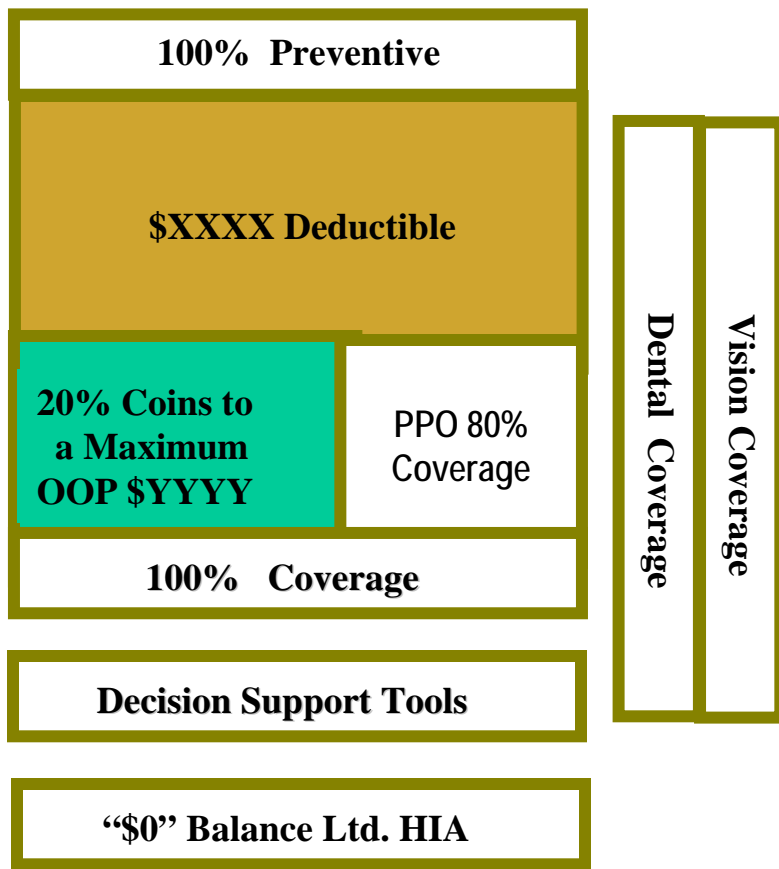 100% Preventive
$XXXX Deductible
20% Coins to
a Maximum
OOP $YYYY
PPO 80%
Coverage
100% Coverage
Decision Support Tools
“$0” Balance Ltd. HIA
Dental Coverage
Vision Coverage